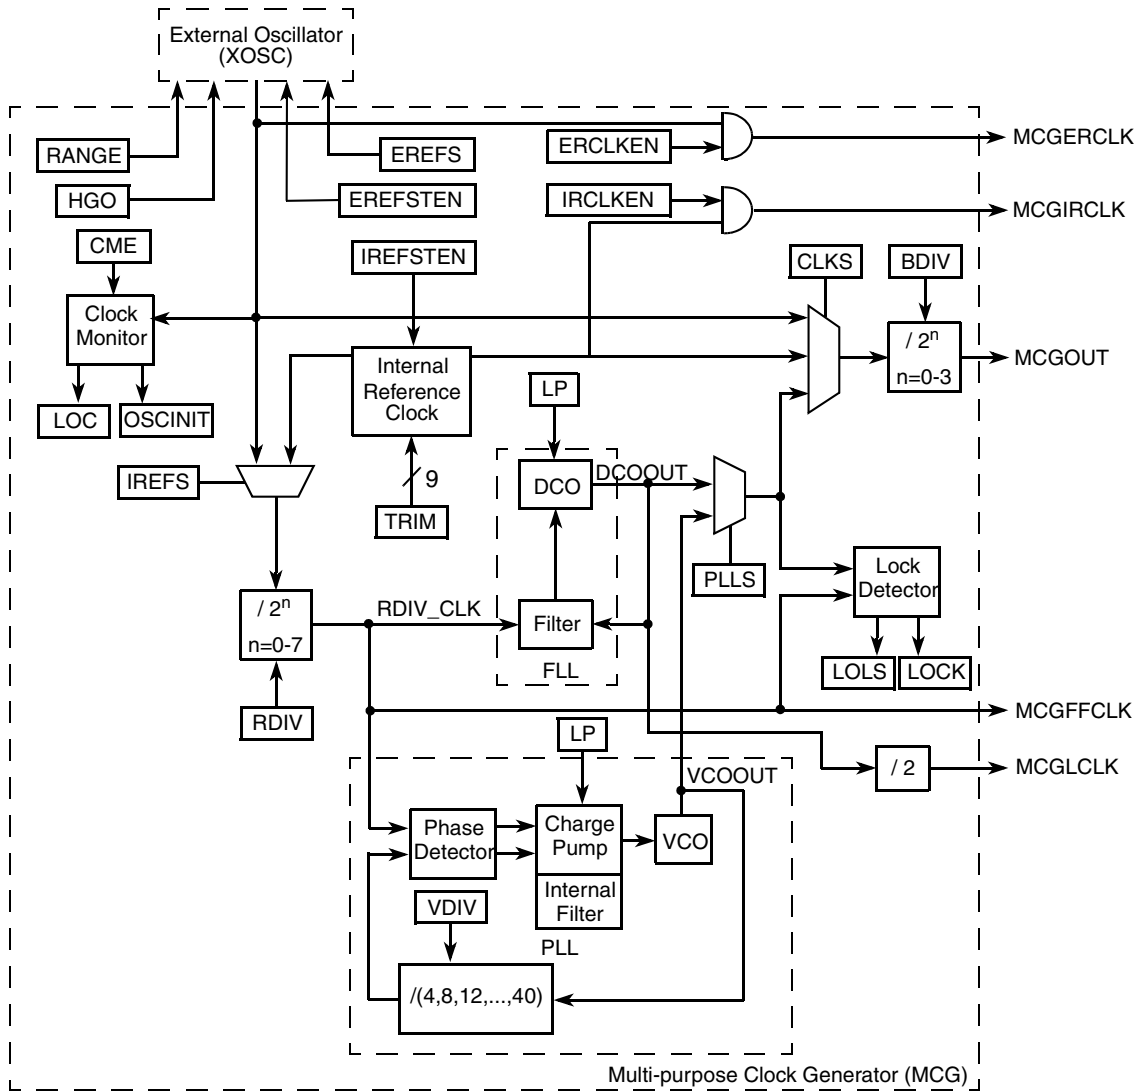 External Oscillator
(XOSC)
RANGE
HGO
EREFS
EREFSTEN
ERCLKEN
IRCLKEN
MCGERCLK
MCGIRCLK
CME
IREFSTEN
CLKS
BDIV
Clock
Monitor
LOC
OSCINIT
Internal
Reference
Clock
/ 2n
n=0-3
MCGOUT
LP
IREFS
9
TRIM
DCO
DCOOUT
PLLS
Lock
Detector
LOLS
LOCK
/ 2n
n=0-7
RDIV_CLK
Filter
FLL
RDIV
MCGFFCLK
LP
/ 2
MCGLCLK
VCOOUT
Phase
Detector
Charge
Pump
VCO
Internal
Filter
VDIV
PLL
/(4,8,12,...,40)
Multi-purpose Clock Generator (MCG)